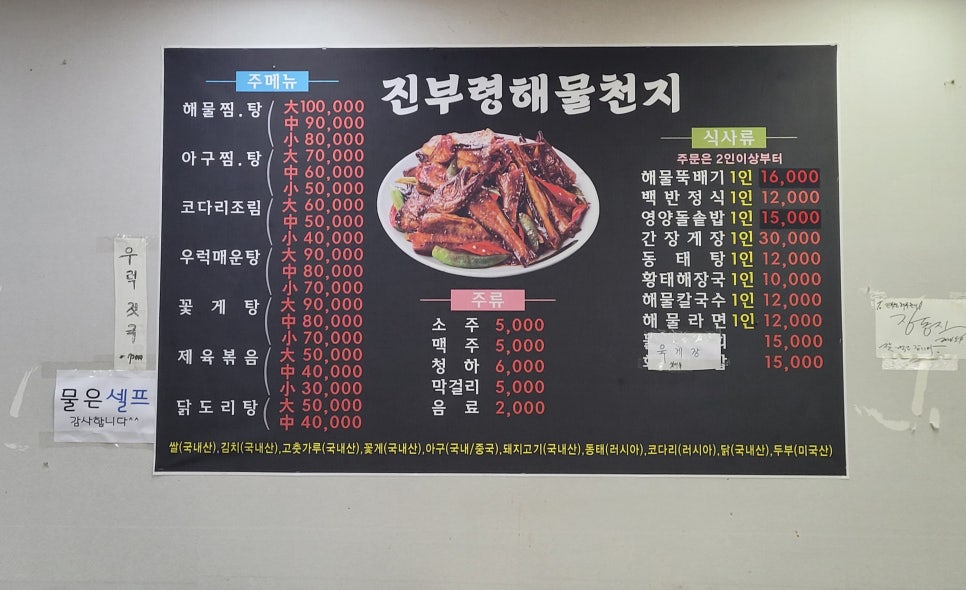 진부령해물천지
주메뉴
해물찜.탕 大 100,000
中 90,000
小 80,000
아구찜.탕 大 70,000
中 60,000
小 50,000
코다리조림 大 60,000
中 50,000
小 40,000
우럭매운탕 大 90,000
中 80,000
小 70,000
꽃게탕 大 90,000
中 80,000
小 70,000
제육볶음 大 50,000
中 40,000
小 30,000
닭도리탕 大 50,000
中 40,000
주류
소주 5,000
맥주 5,000
청하 6,000
막걸리 5,000
음료 2,000
식사류
주문은 2인이상부터
해물뚝배기 1인 16,000
백반정식 1인 12,000
영양돌솥밥 1인 15,000
간장게장 1인 30,000
동태탕 1인 12,000
황태해장국 1인 10,000
해물칼국수 1인 12,000
해물라면 1인 12,000
15,000
15,000
쌀(국내산),김치(국내산),고춧가루(국내산),꽃게(국내산),아구(국내/중국),돼지고기(국내산),동태(러시아),코다리(러시아),닭(국내산),두부(미국산)
우럭젓국
물은셀프
감사합니다^^